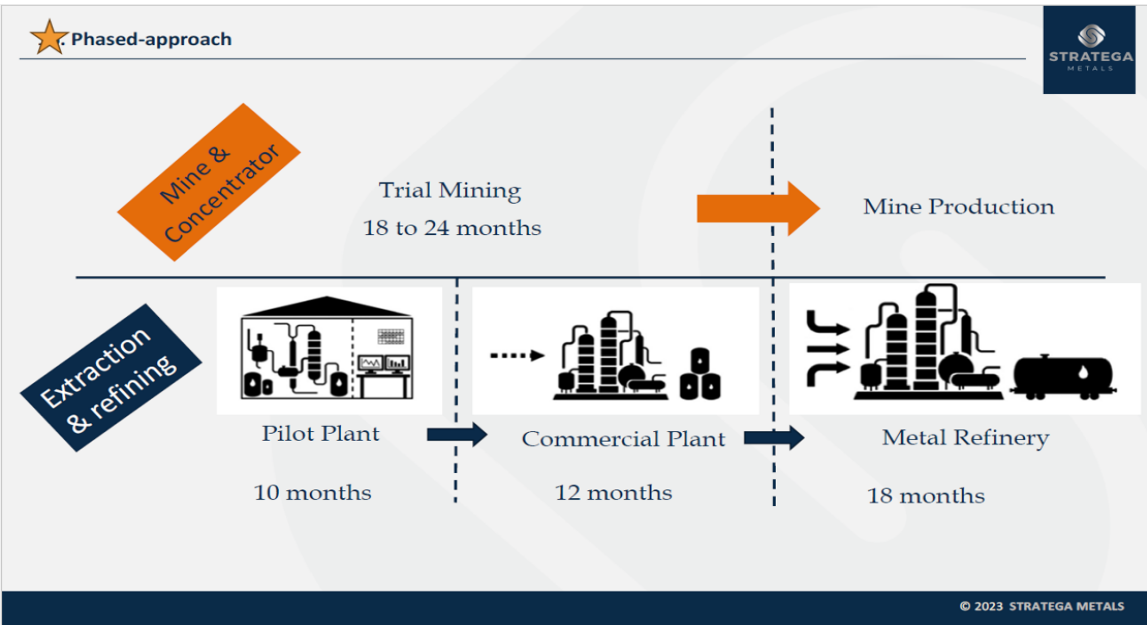 . Phased-approach
STRATEGA
METALS
Mine &
Concentrator
Trial Mining
18 to 24 months
Mine Production
Extraction
& refining
Pilot Plant
Commercial Plant
Metal Refinery
10 months
12 months
18 months
© 2023 STRATEGA METALS